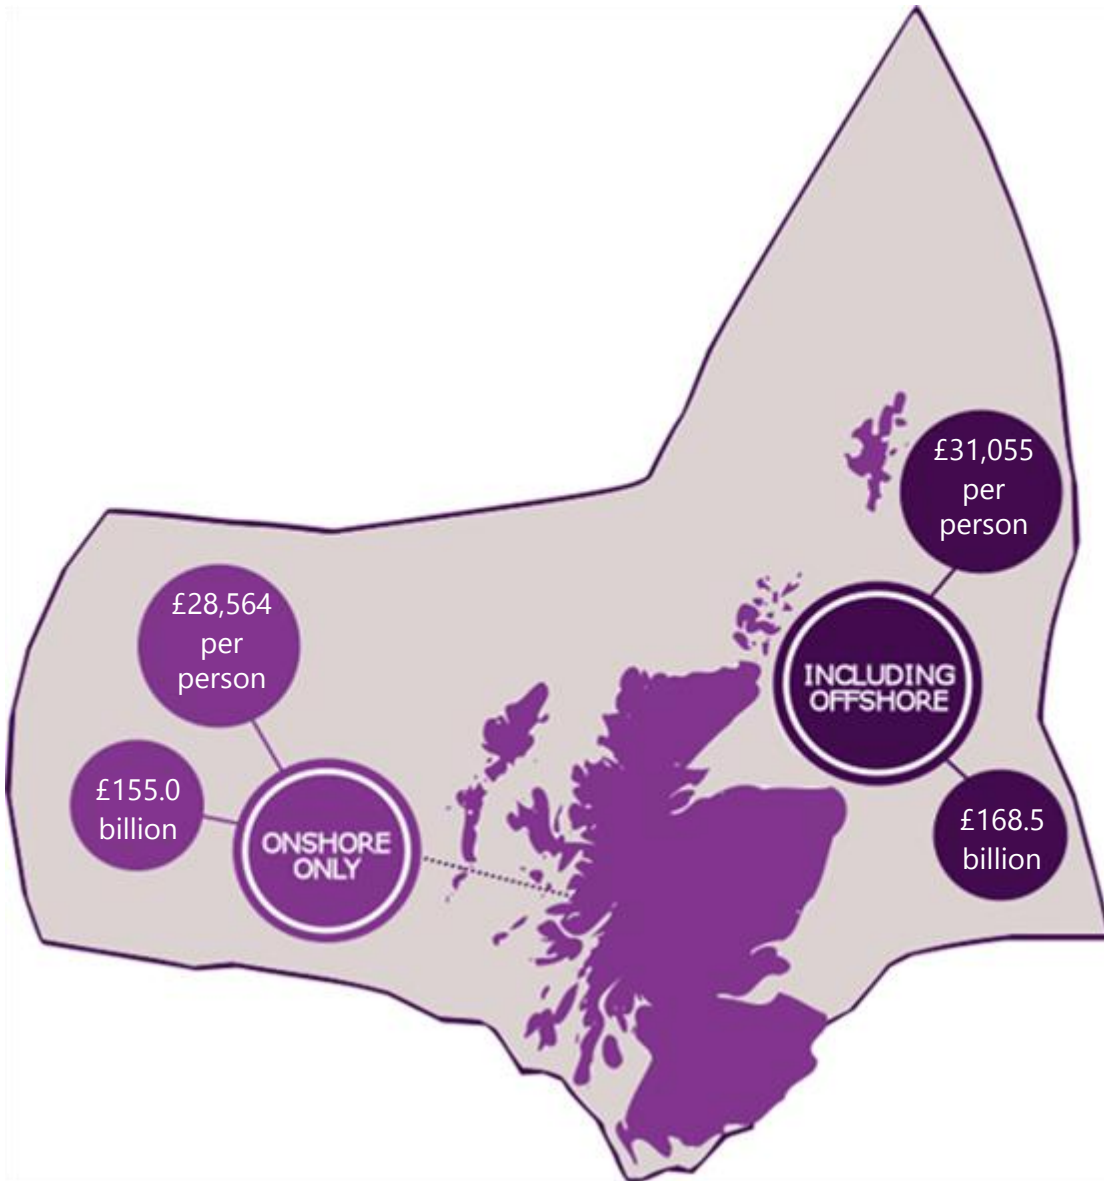 £31,055
per
person
INCLUDING
OFFSHORE
£168.5
billion
£28,564
per
person
£155.0
billion
ONSHORE
ONLY